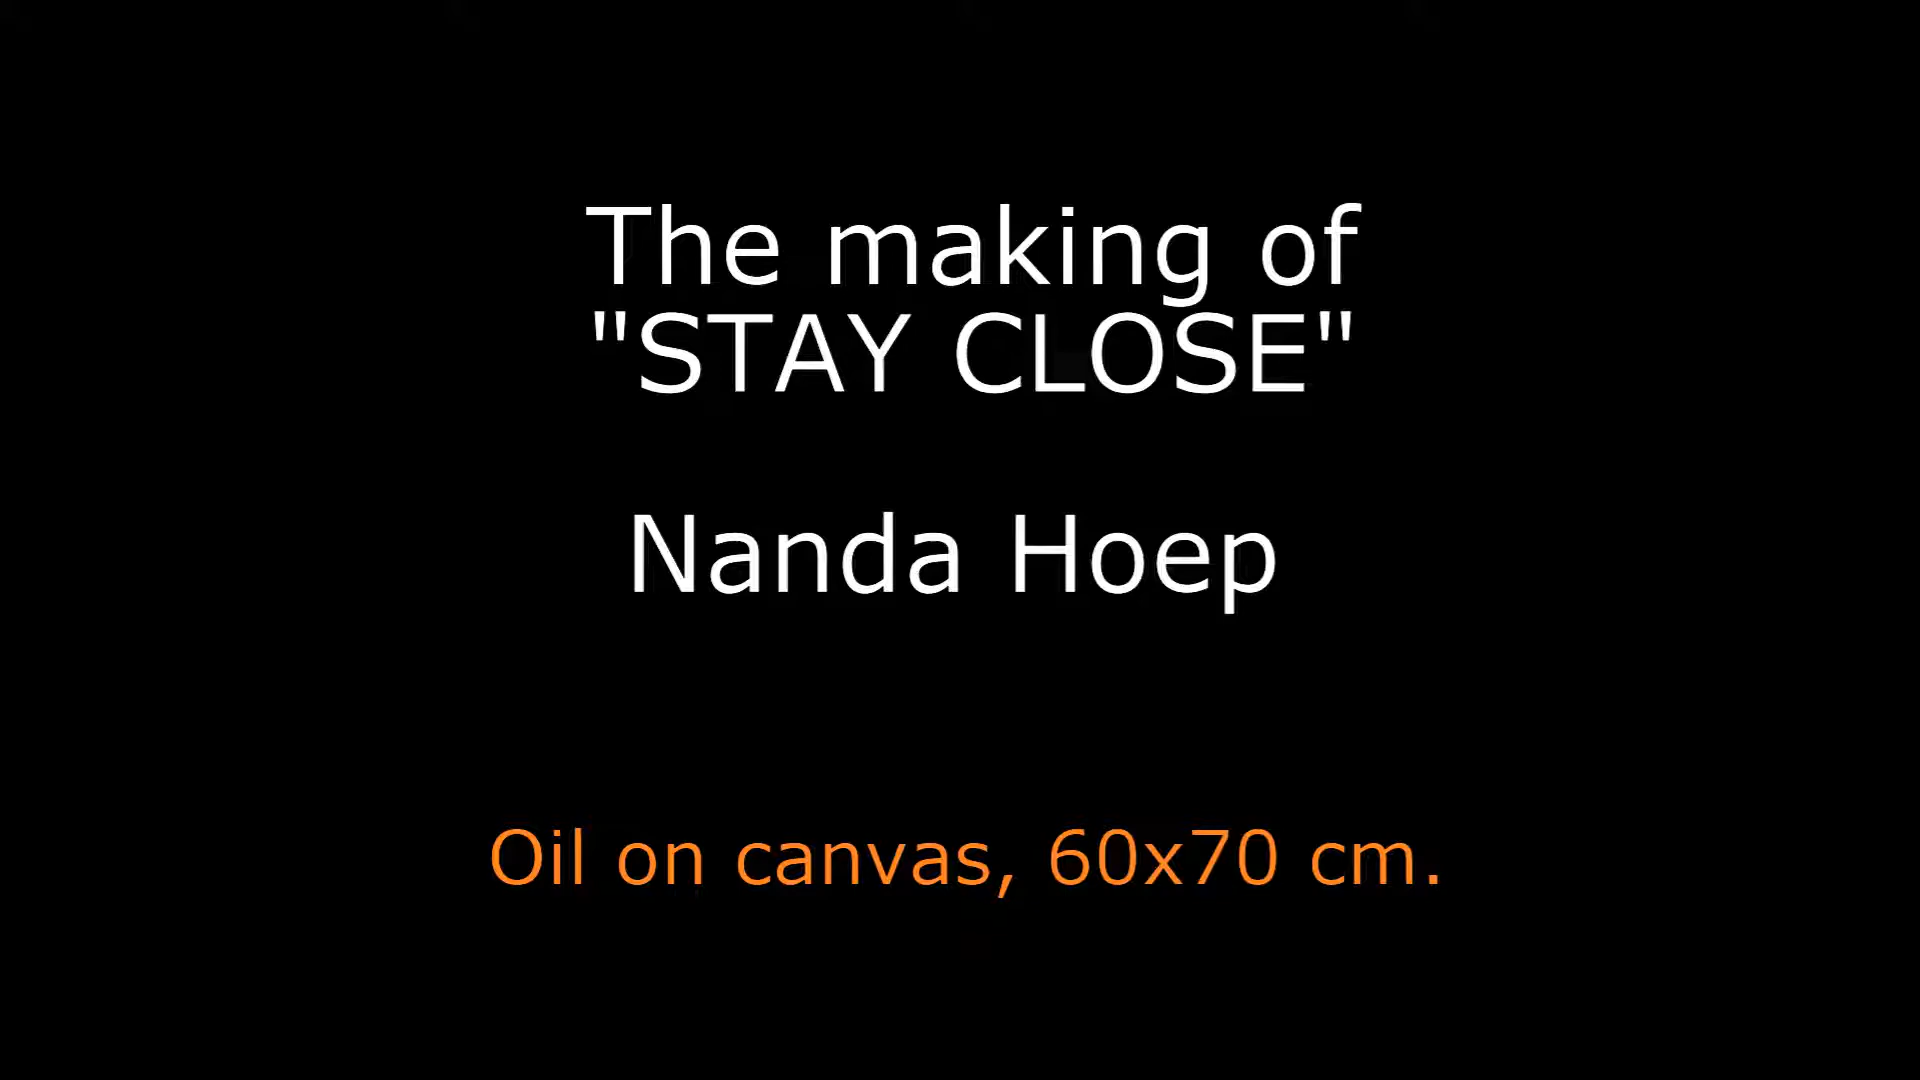 The making of
"STAY CLOSE"
Nanda Hoep
Oil on canvas, 60x70 cm.